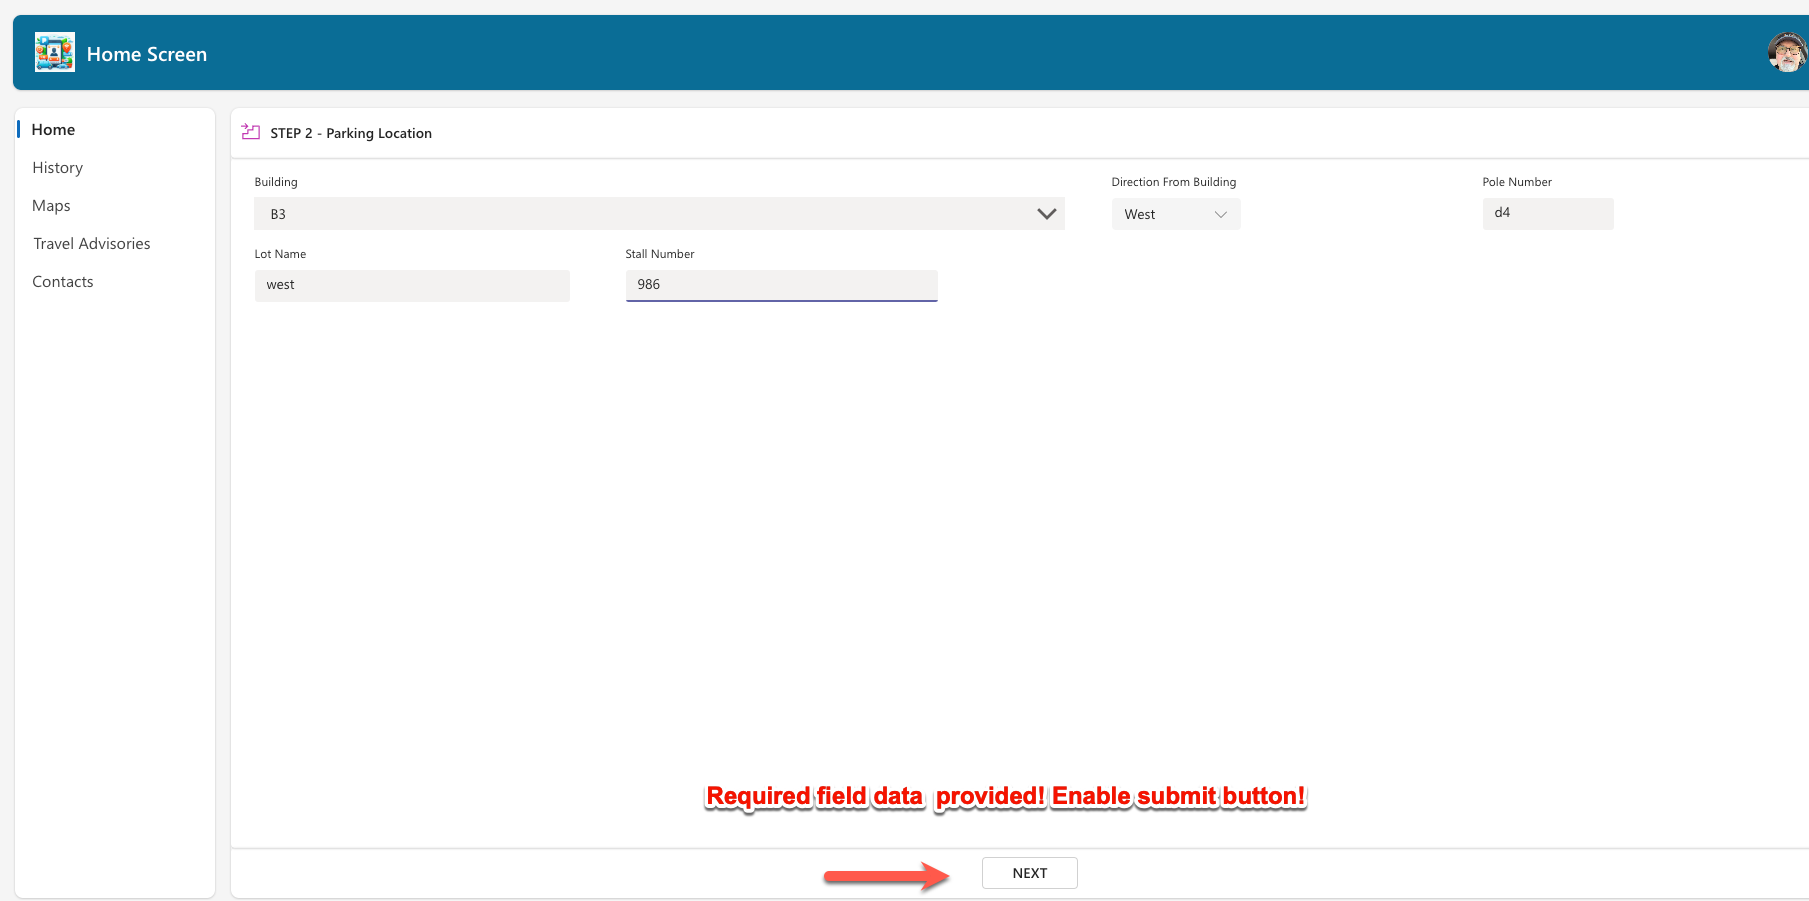 Home Screen
Home
History
Maps
Travel Advisories
Contacts
STEP 2 - Parking Location
Building
Direction From Building
Pole Number
B3
West
d4
Lot Name
Stall Number
west
986
Required field data provided! Enable submit button!
NEXT